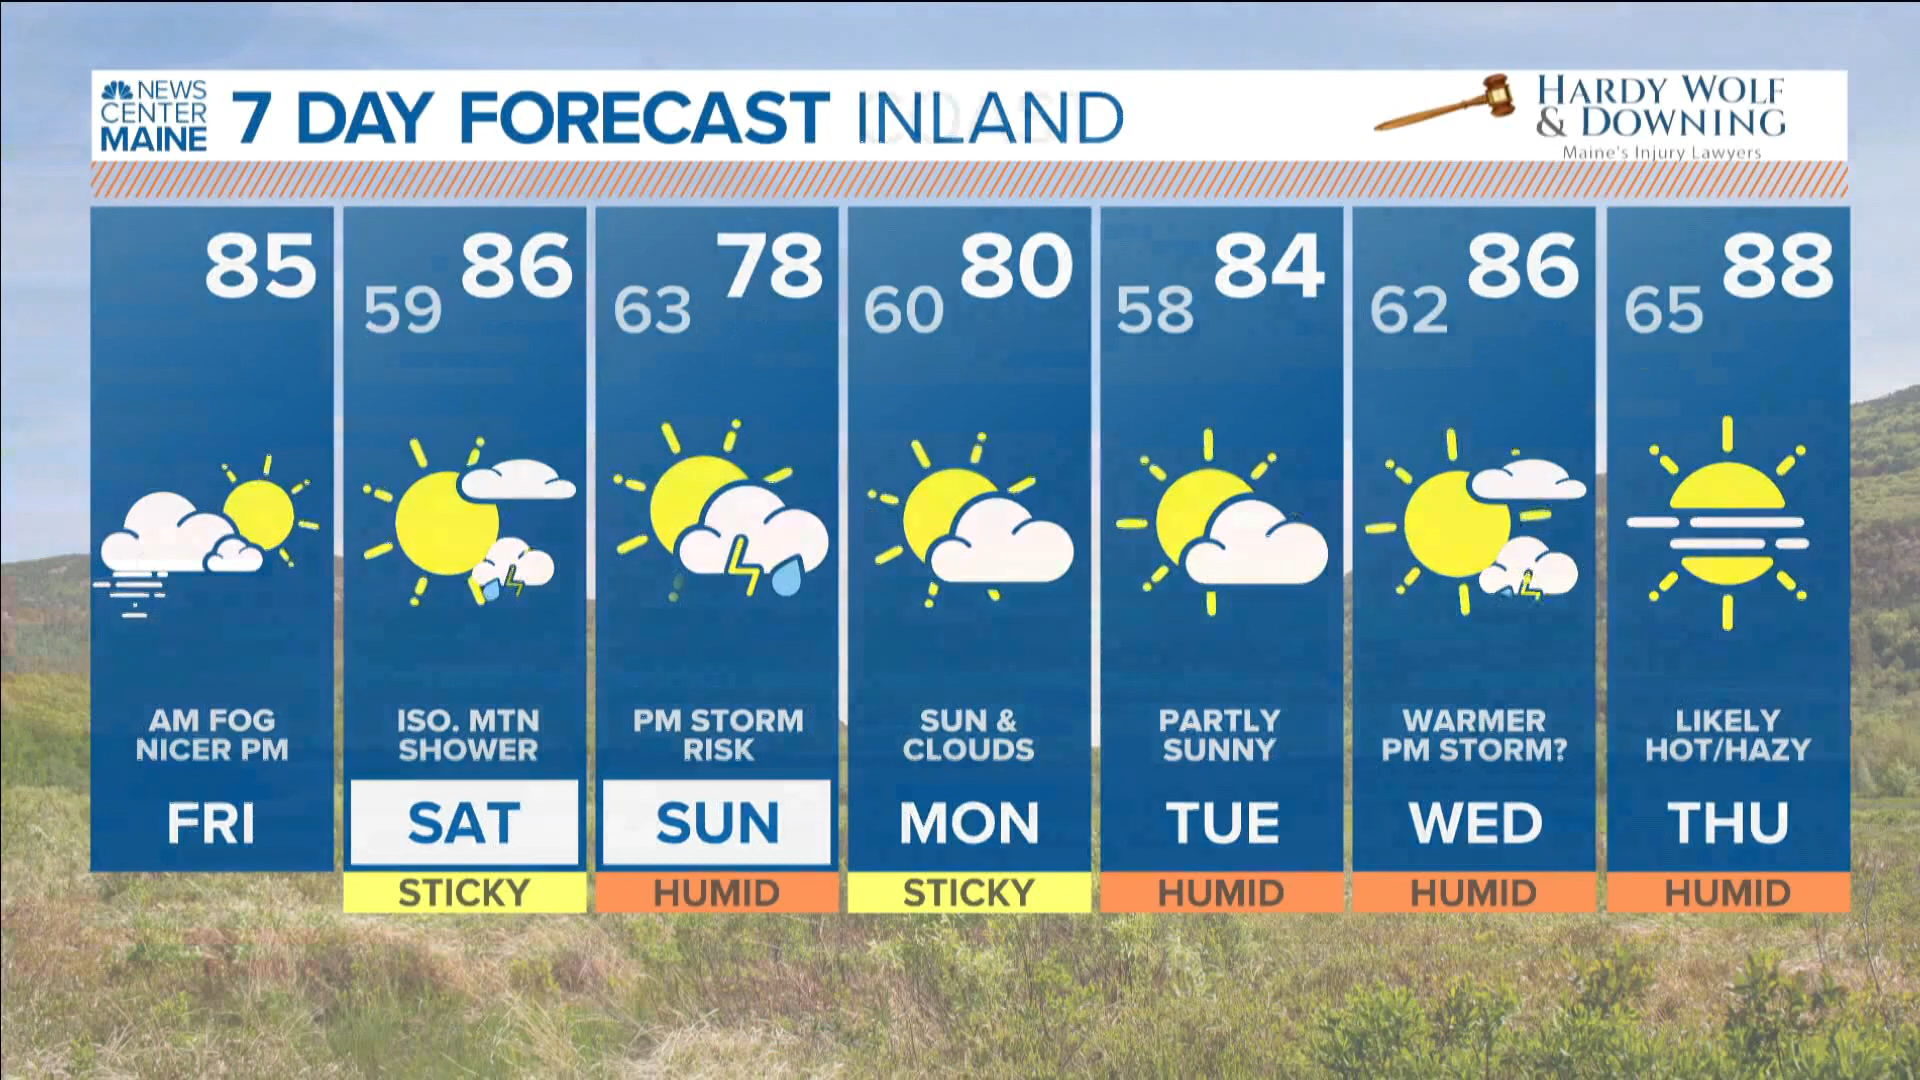 NEWS
CENTER
MAINE
7 DAY FORECAST INLAND
HARDY WOLF
& DOWNING
Maine's Injury Lawyers
85
59 86
63 78
60 80
58 84
62 86
65 88
AM FOG
NICER PM
ISO. MTN
SHOWER
PM STORM
RISK
SUN &
CLOUDS
PARTLY
SUNNY
WARMER
PM STORM?
LIKELY
HOT/HAZY
FRI
SAT
SUN
MON
TUE
WED
THU
STICKY
HUMID
STICKY
HUMID
HUMID
HUMID